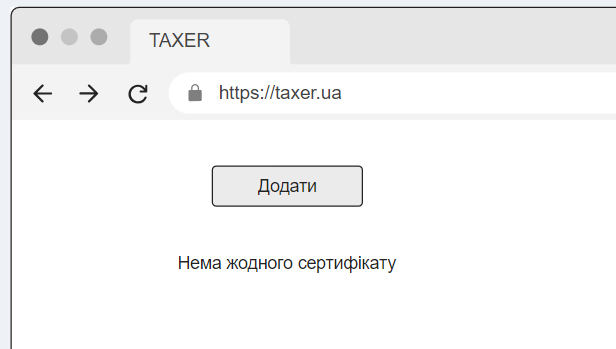 TAXER
https://taxer.ua
Додати
Нема жодного сертифікату